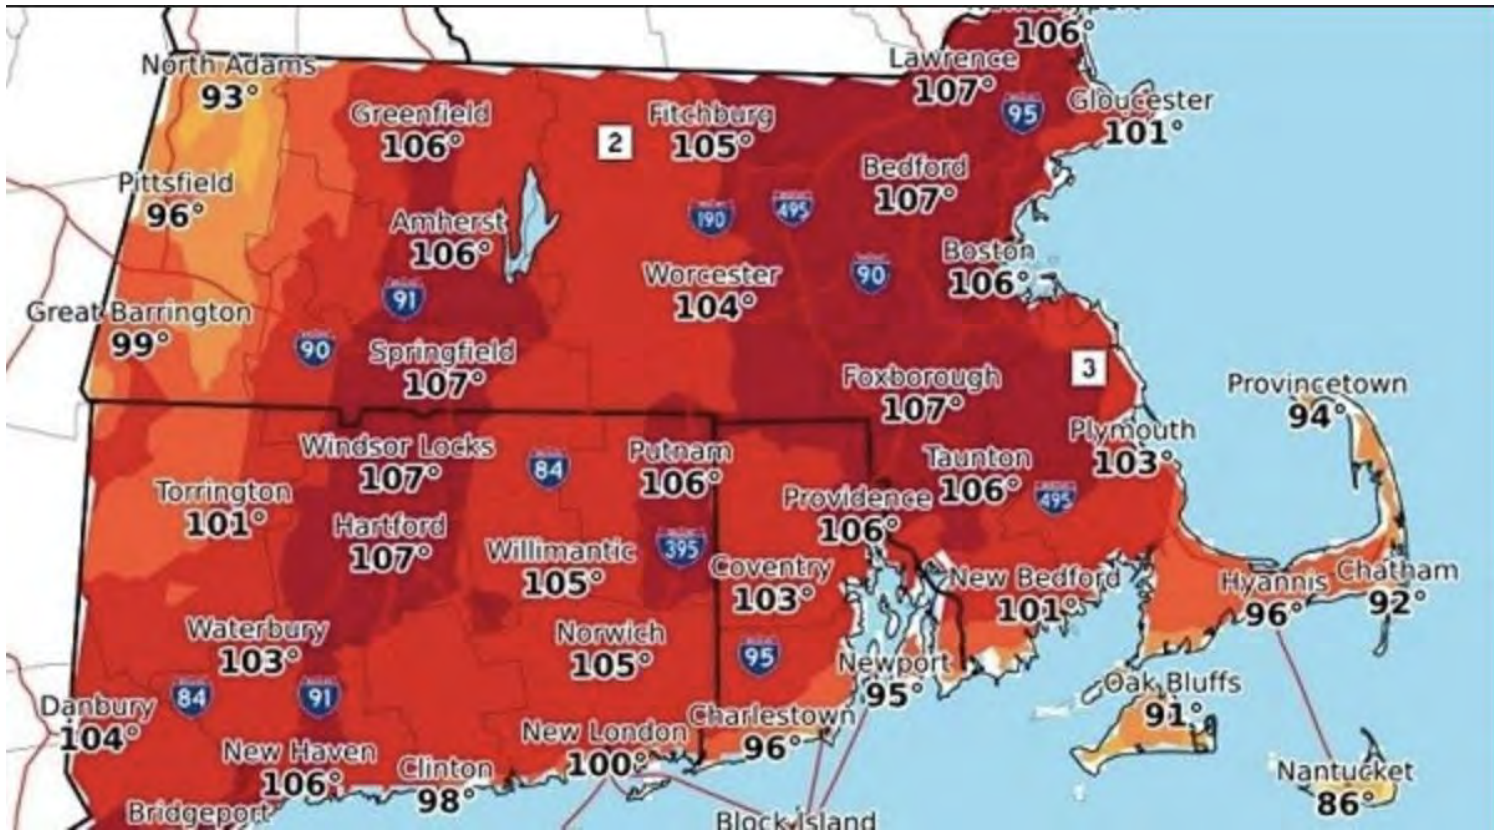 106°
North Adams
93°
Lawrence
107°
95
Gloucester
101°
Greenfield
106°
2
Fitchburg
105°
Bedford
107°
Pittsfield
96°
Amherst
106°
190
495
Boston
106°
91
Worcester
104°
90
Great Barrington
99°
90
Springfield
107°
Foxborough
107°
3
Provincetown
94°
Windsor Locks
107°
84
Putnam
106°
Taunton
106°
Plymouth
103°
Torrington
101°
Providence
106°
495
Hartford
107°
Willimantic
105°
395
Coventry
103°
New Bedford
101°
Hyannis
96°
Chatham
92°
Waterbury
103°
Norwich
105°
95
Newport
95°
Oak Bluffs
91°
Danbury
104°
84
91
New London
100°
Charlestown
96°
New Haven
106°
Clinton
98°
Nantucket
86°
Bridgeport
Block Island